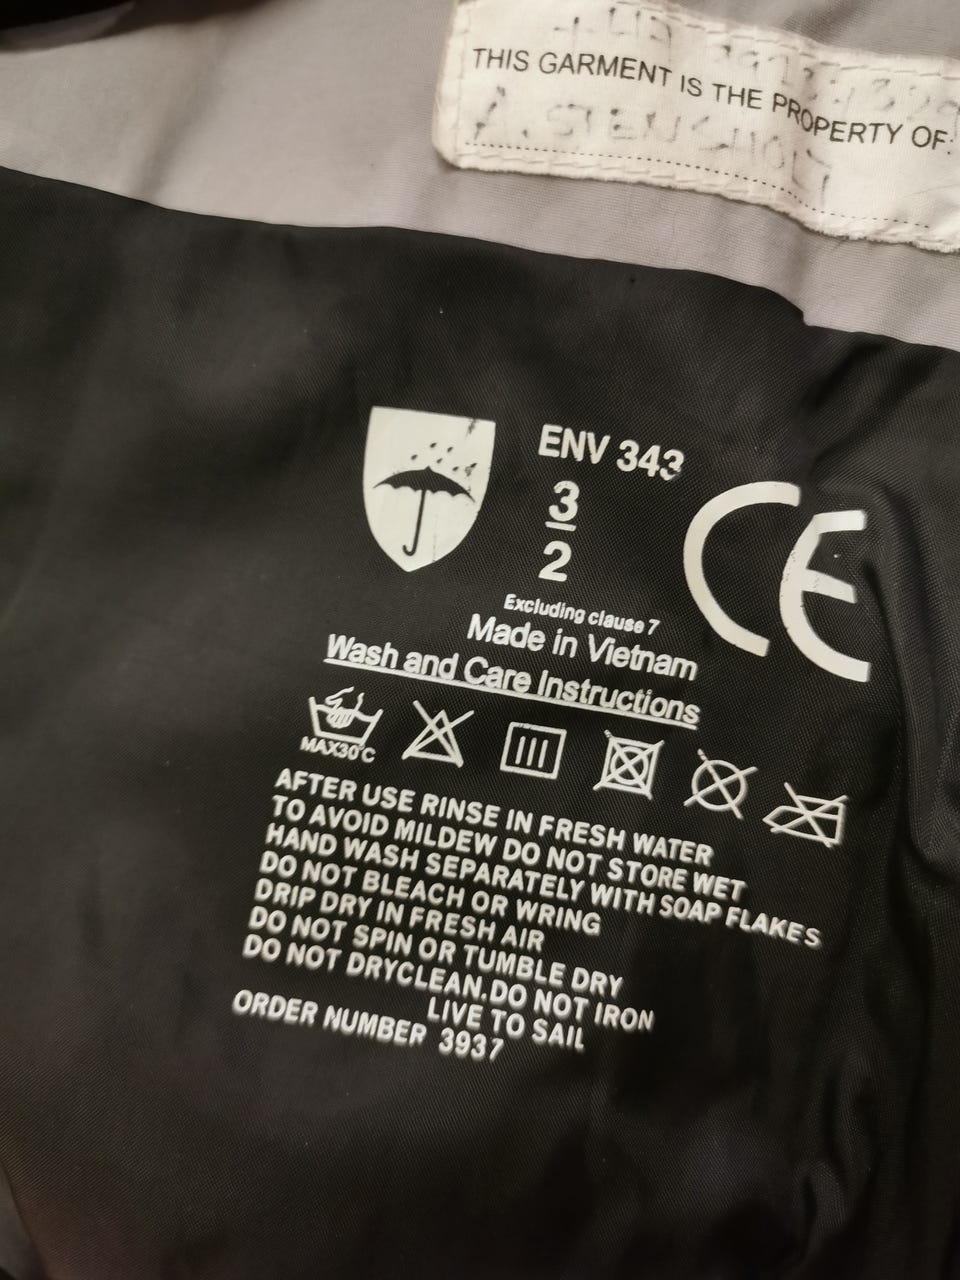 THIS GARMENT IS THE PROPERTY OF:
ENV 343
3
2
CE
Excluding clause 7
Made in Vietnam
Wash and Care Instructions
MAX30°C
AFTER USE RINSE IN FRESH WATER
TO AVOID MILDEW DO NOT STORE WET
HAND WASH SEPARATELY WITH SOAP FLAKES
DO NOT BLEACH OR WRING
DRIP DRY IN FRESH AIR
DO NOT SPIN OR TUMBLE DRY
DO NOT DRYCLEAN.DO NOT IRON
LIVE TO SAIL
ORDER NUMBER 3937